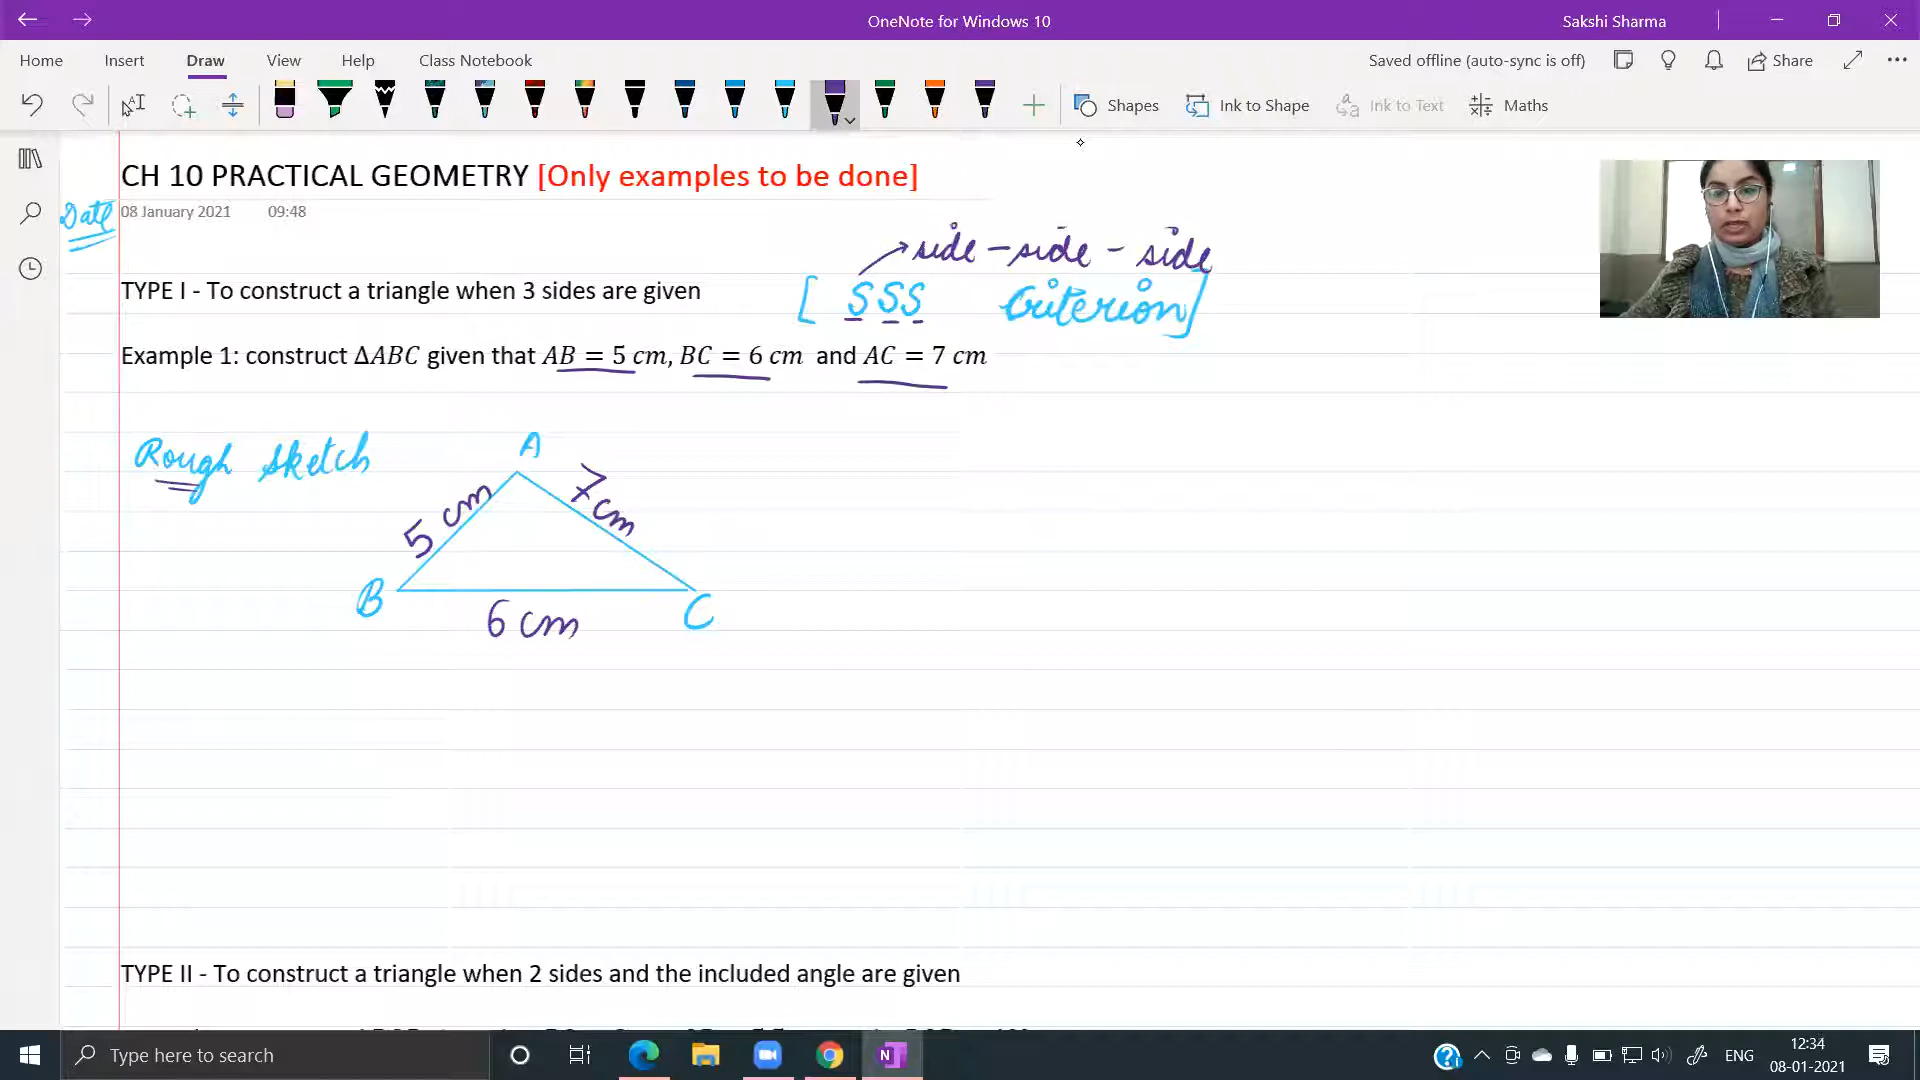 OneNote for Windows 10
Sakshi Sharma
Home Insert Draw View Help Class Notebook
Saved offline (auto-sync is off) Share
Shapes Ink to Shape Ink to Text Maths
CH 10 PRACTICAL GEOMETRY [Only examples to be done]
Date 08 January 2021 09:48
side - side - side
TYPE I - To construct a triangle when 3 sides are given [ SSS Criterion]
Example 1: construct ΔABC given that AB = 5 cm, BC = 6 cm and AC = 7 cm
Rough Sketch
A
5 cm
7 cm
B
C
6 cm
TYPE II - To construct a triangle when 2 sides and the included angle are given
Type here to search
N
ENG
12:34
08-01-2021